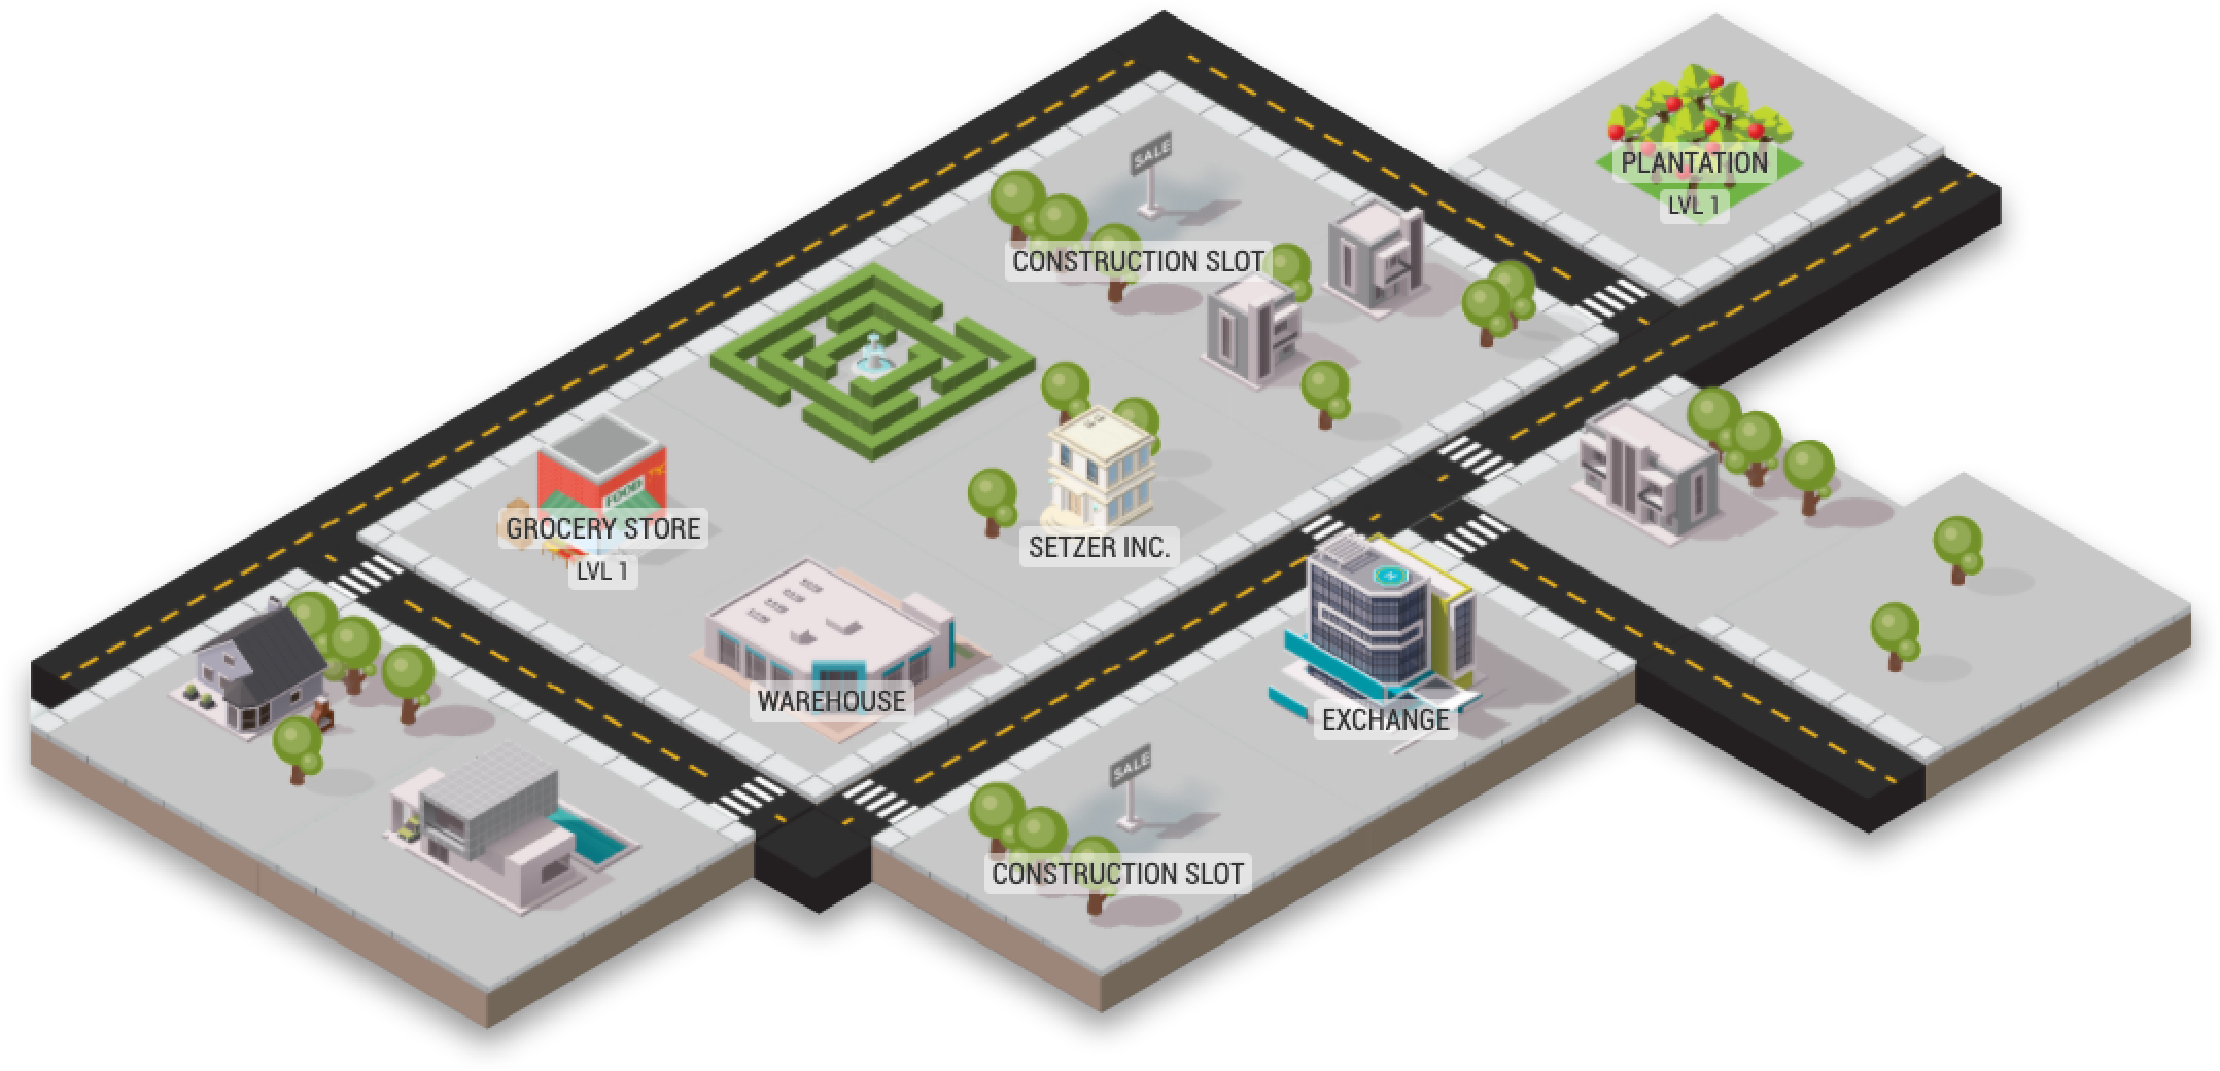 SALE
PLANTATION
LVL 1
CONSTRUCTION SLOT
FOOD
GROCERY STORE
LVL 1
SETZER INC.
WAREHOUSE
EXCHANGE
SALE
CONSTRUCTION SLOT